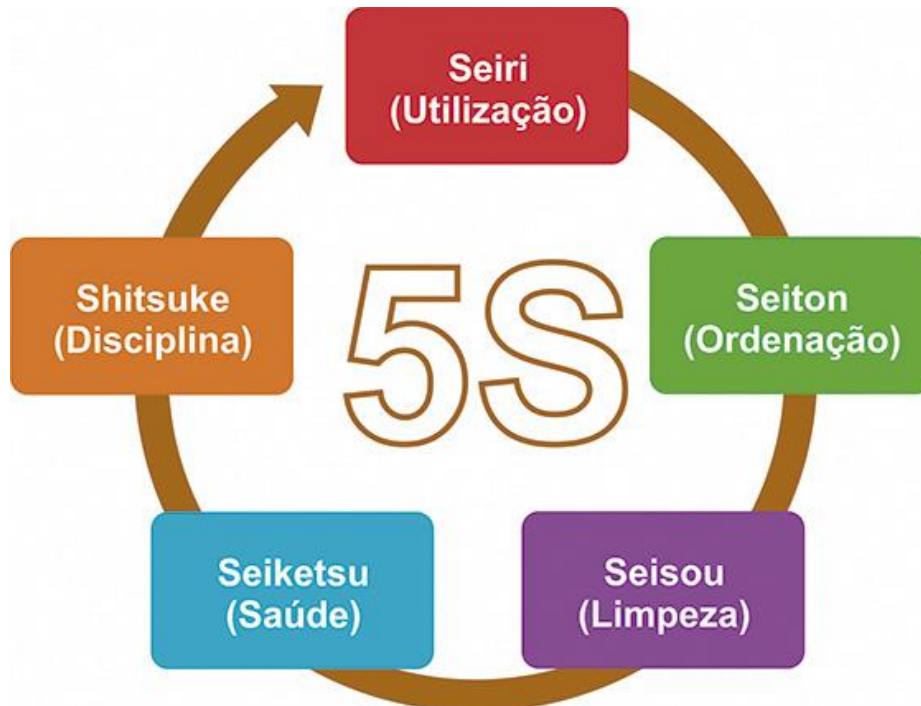 Seiri
(Utilização)
Shitsuke
(Disciplina)
5S
Seiton
(Ordenação)
Seiketsu
(Saúde)
Seisou
(Limpeza)